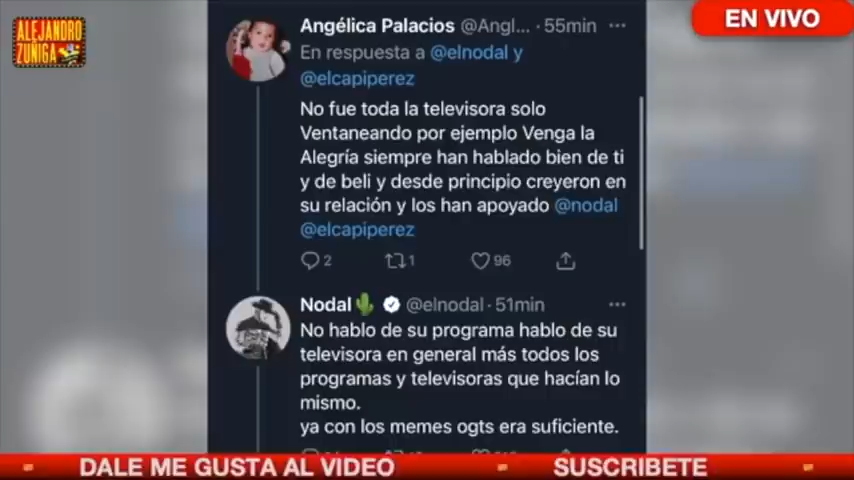 ALEJANDRO
ZUÑIGA
EN VIVO
Angélica Palacios @Angl... · 55min
En respuesta a @elnodal y
@elcapiperez
No fue toda la televisora solo
Ventaneando por ejemplo Venga la
Alegría siempre han hablado bien de ti
y de beli y desde principio creyeron en
su relación y los han apoyado @nodal
@elcapiperez
2 1 96
Nodal🌵 @elnodal · 51min
No hablo de su programa hablo de su
televisora en general más todos los
programas y televisoras que hacían lo
mismo.
ya con los memes ogts era suficiente.
DALE ME GUSTA AL VIDEO SUSCRIBETE